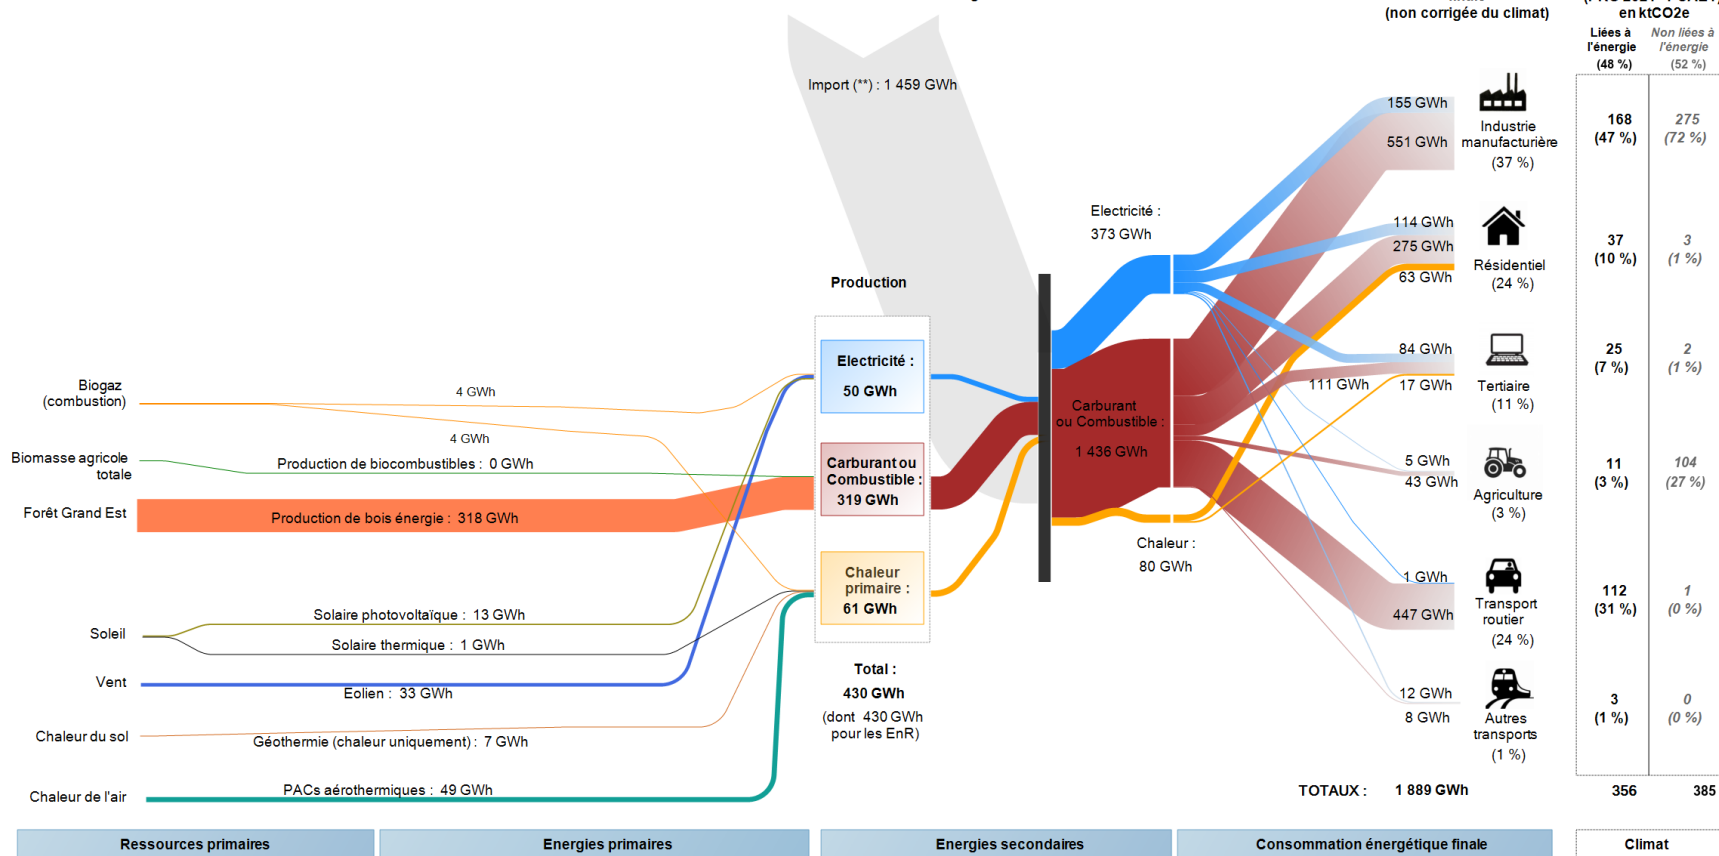 (non corrigée du climat)
en ktCO2e
Liées à
l'énergie
(48 %)
Non liées à
l'énergie
(52 %)
Import (**) : 1 459 GWh
155 GWh
551 GWh
Industrie
manufacturière
(37 %)
168
(47 %)
275
(72 %)
Electricité :
373 GWh
114 GWh
275 GWh
63 GWh
Résidentiel
(24 %)
37
(10 %)
3
(1 %)
Production
Electricité :
50 GWh
84 GWh
111 GWh
17 GWh
Tertiaire
(11 %)
25
(7 %)
2
(1 %)
Biogaz
(combustion)
4 GWh
4 GWh
Carburant
ou Combustible :
1 436 GWh
Biomasse agricole
totale
Production de biocombustibles : 0 GWh
Carburant ou
Combustible :
319 GWh
5 GWh
43 GWh
Agriculture
(3 %)
11
(3 %)
104
(27 %)
Forêt Grand Est
Production de bois énergie : 318 GWh
Chaleur :
80 GWh
Chaleur
primaire :
61 GWh
1 GWh
447 GWh
Transport
routier
(24 %)
112
(31 %)
1
(0 %)
Soleil
Solaire photovoltaïque : 13 GWh
Solaire thermique : 1 GWh
Vent
Eolien : 33 GWh
Total :
430 GWh
(dont 430 GWh
pour les EnR)
12 GWh
8 GWh
Autres
transports
(1 %)
3
(1 %)
0
(0 %)
Chaleur du sol
Géothermie (chaleur uniquement) : 7 GWh
Chaleur de l'air
PACs aérothermiques : 49 GWh
TOTAUX : 1 889 GWh
356
385
Ressources primaires
Energies primaires
Energies secondaires
Consommation énergétique finale
Climat